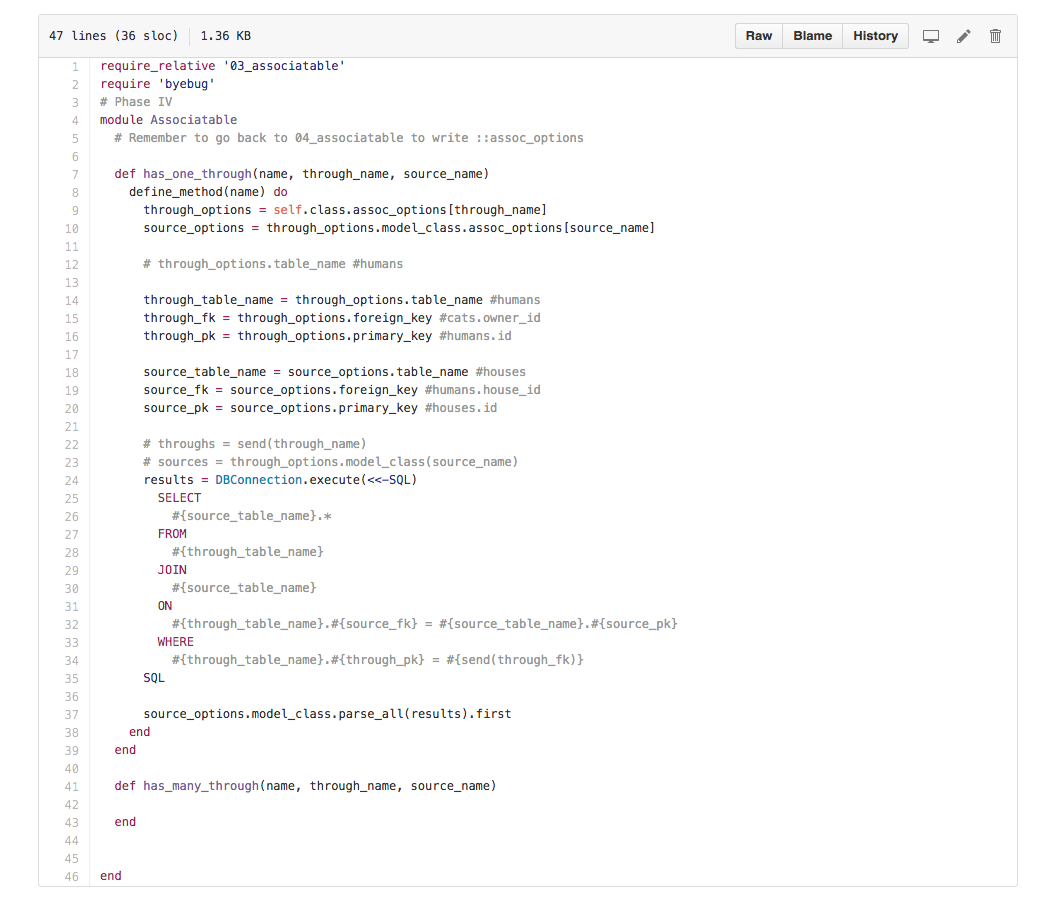 47 lines (36 sloc) 1.36 KB Raw Blame History
1 require_relative '03_associatable'
2 require 'byebug'
3 # Phase IV
4 module Associatable
5 # Remember to go back to 04_associatable to write ::assoc_options
6
7 def has_one_through(name, through_name, source_name)
8 define_method(name) do
9 through_options = self.class.assoc_options[through_name]
10 source_options = through_options.model_class.assoc_options[source_name]
11
12 # through_options.table_name #humans
13
14 through_table_name = through_options.table_name #humans
15 through_fk = through_options.foreign_key #cats.owner_id
16 through_pk = through_options.primary_key #humans.id
17
18 source_table_name = source_options.table_name #houses
19 source_fk = source_options.foreign_key #humans.house_id
20 source_pk = source_options.primary_key #houses.id
21
22 # throughs = send(through_name)
23 # sources = through_options.model_class(source_name)
24 results = DBConnection.execute(<<-SQL)
25 SELECT
26 #{source_table_name}.*
27 FROM
28 #{through_table_name}
29 JOIN
30 #{source_table_name}
31 ON
32 #{through_table_name}.#{source_fk} = #{source_table_name}.#{source_pk}
33 WHERE
34 #{through_table_name}.#{through_pk} = #{send(through_fk)}
35 SQL
36
37 source_options.model_class.parse_all(results).first
38 end
39 end
40
41 def has_many_through(name, through_name, source_name)
42
43 end
44
45
46 end